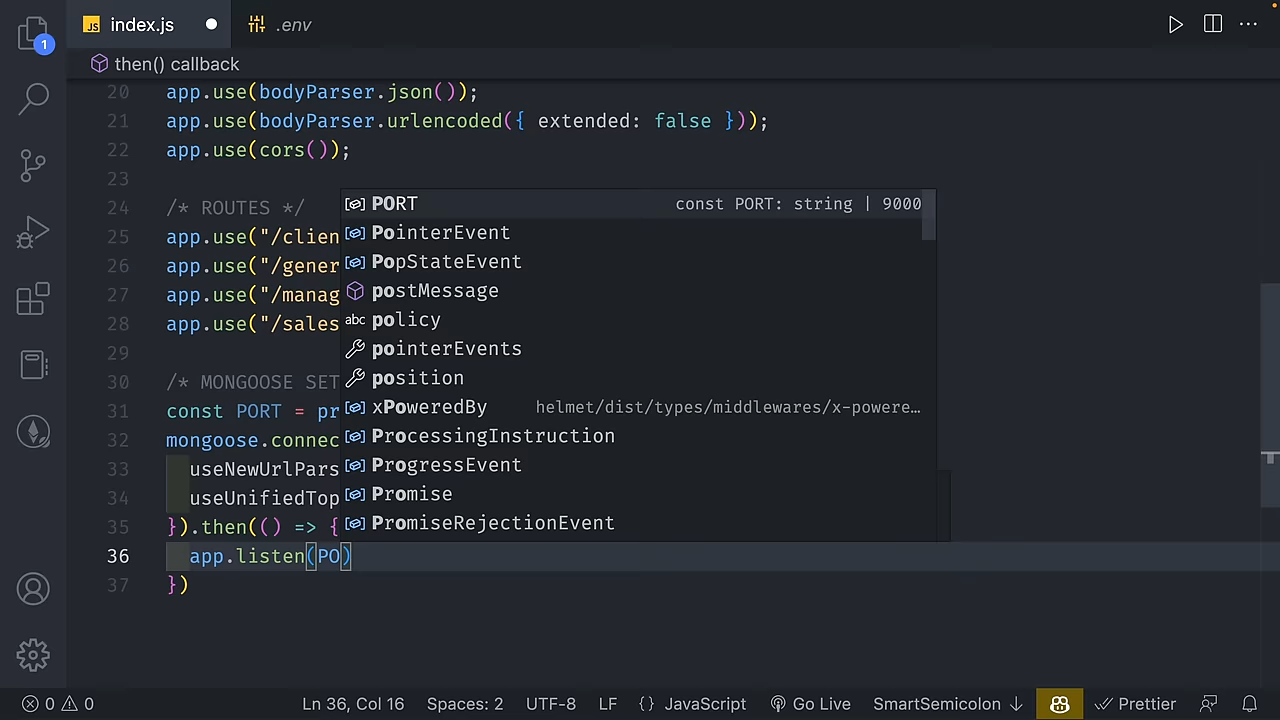 1
JS index.js
.env
then() callback
20 app.use(bodyParser.json());
21 app.use(bodyParser.urlencoded({ extended: false }));
22 app.use(cors());
23
24 /* ROUTES */
25 app.use("/clien
26 app.use("/gener
27 app.use("/manag
28 app.use("/sales
29
30 /* MONGOOSE SET
31 const PORT = pr
32 mongoose.connec
33 useNewUrlPars
34 useUnifiedTop
35 }).then(() => {
36 app.listen(PO)
37 })
PORT const PORT: string | 9000
PointerEvent
PopStateEvent
postMessage
abc policy
pointerEvents
position
xPoweredBy helmet/dist/types/middlewares/x-powere…
ProcessingInstruction
ProgressEvent
Promise
PromiseRejectionEvent
0 0 Ln 36, Col 16 Spaces: 2 UTF-8 LF {} JavaScript Go Live SmartSemicolon ↓ Prettier